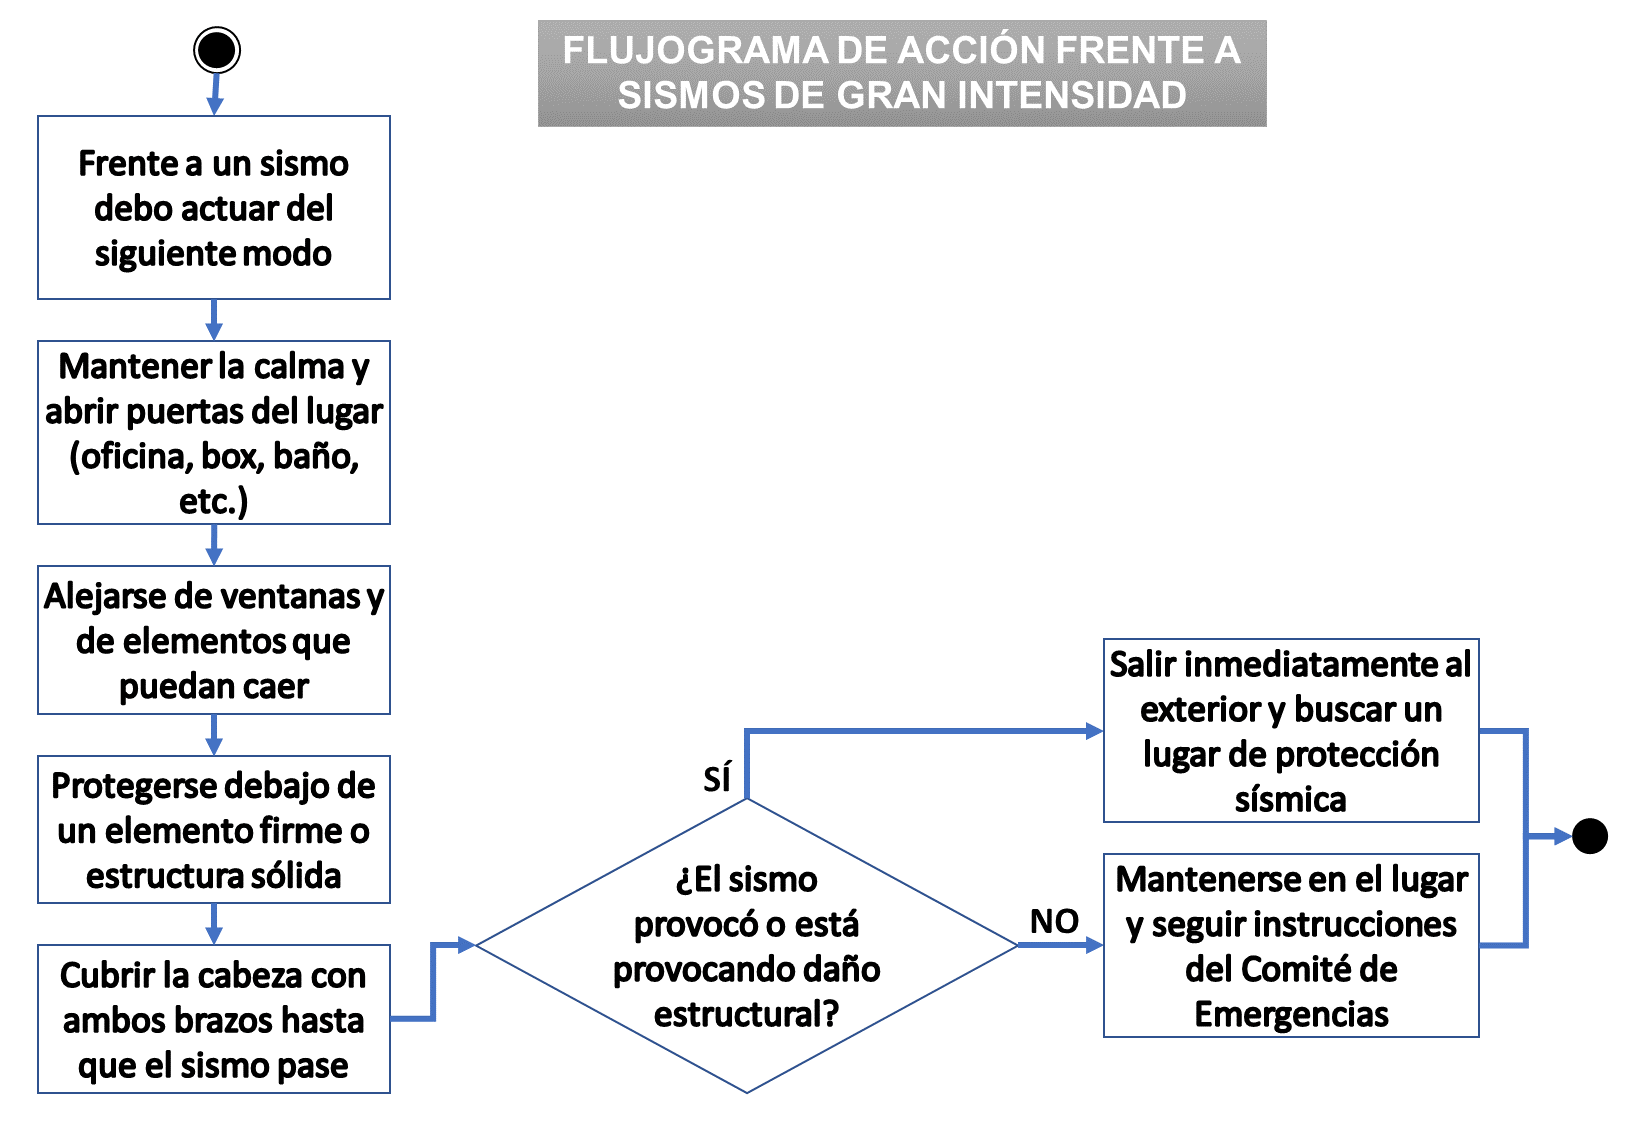 FLUJOGRAMA DE ACCIÓN FRENTE A
SISMOS DE GRAN INTENSIDAD
Frente a un sismo
debo actuar del
siguiente modo
Mantener la calma y
abrir puertas del lugar
(oficina, box, baño,
etc.)
Alejarse de ventanas y
de elementos que
puedan caer
Protegerse debajo de
un elemento firme o
estructura sólida
Cubrir la cabeza con
ambos brazos hasta
que el sismo pase
¿El sismo
provocó o está
provocando daño
estructural?
SÍ
Salir inmediatamente al
exterior y buscar un
lugar de protección
sísmica
NO
Mantenerse en el lugar
y seguir instrucciones
del Comité de
Emergencias